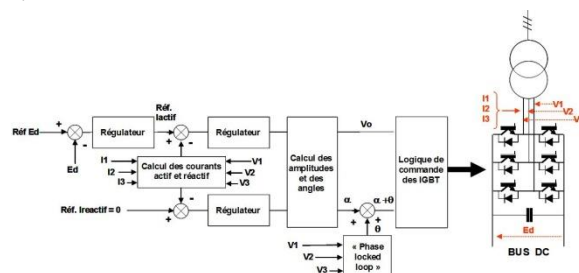 Réf Ed
+
-
Ed
Régulateur
Réf.
Iactif
+
-
Régulateur
I1
I2
I3
Calcul des courants
actif et réactif
V1
V2
V3
Réf. Ireactif = 0
+
-
Régulateur
Calcul des
amplitudes
et des
angles
Vo
α
+
α+θ
+
θ
V1
V2
V3
« Phase
locked
loop »
Logique de
commande
des IGBT
I1
I2
I3
V1
V2
V
Ed
BUS DC